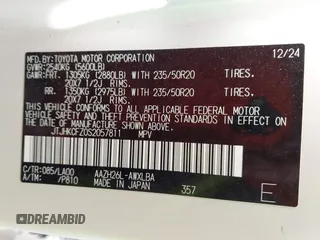 MFD.BY:TOYOTA MOTOR CORPORATION 12/24
GVWR: 2540KG (5600LB)
GAWR:FRT. 1305KG (2880LB) WITH 235/50R20 TIRES.
20X7 1/2J RIMS.
RR. 1350KG (2975LB) WITH 235/50R20 TIRES.
20X7 1/2J RIMS.
THIS VEHICLE CONFORMS TO ALL APPLICABLE FEDERAL
MOTOR VEHICLE SAFETY, BUMPER, AND THEFT PREVENTION
STANDARDS IN EFFECT ON THE DATE OF MANUFACTURE
SHOWN ABOVE.
JTJHKCFZ0S2057811 MPV
C/TR:085/LA00 AAZH26L-AWXLBA
A/TM: /P810 MADE IN JAPAN 357 E
DREAMBID